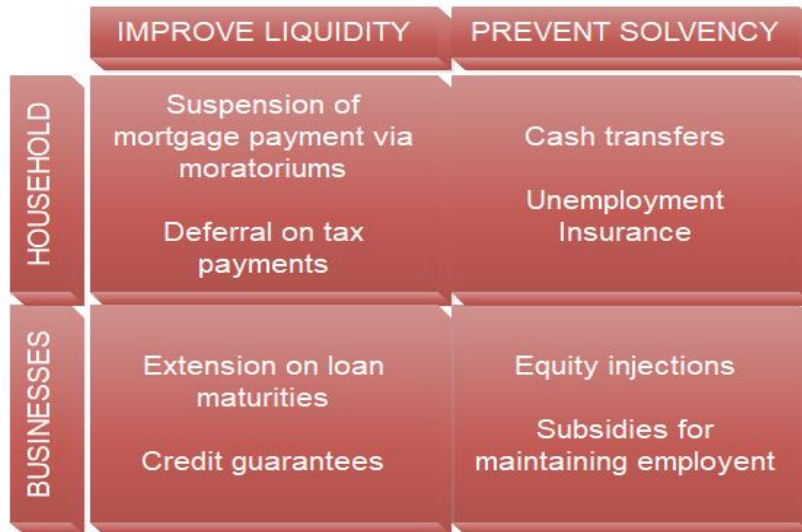 IMPROVE LIQUIDITY
PREVENT SOLVENCY
HOUSEHOLD
Suspension of
mortgage payment via
moratoriums
Deferral on tax
payments
Cash transfers
Unemployment
Insurance
BUSINESSES
Extension on loan
maturities
Credit guarantees
Equity injections
Subsidies for
maintaining employent